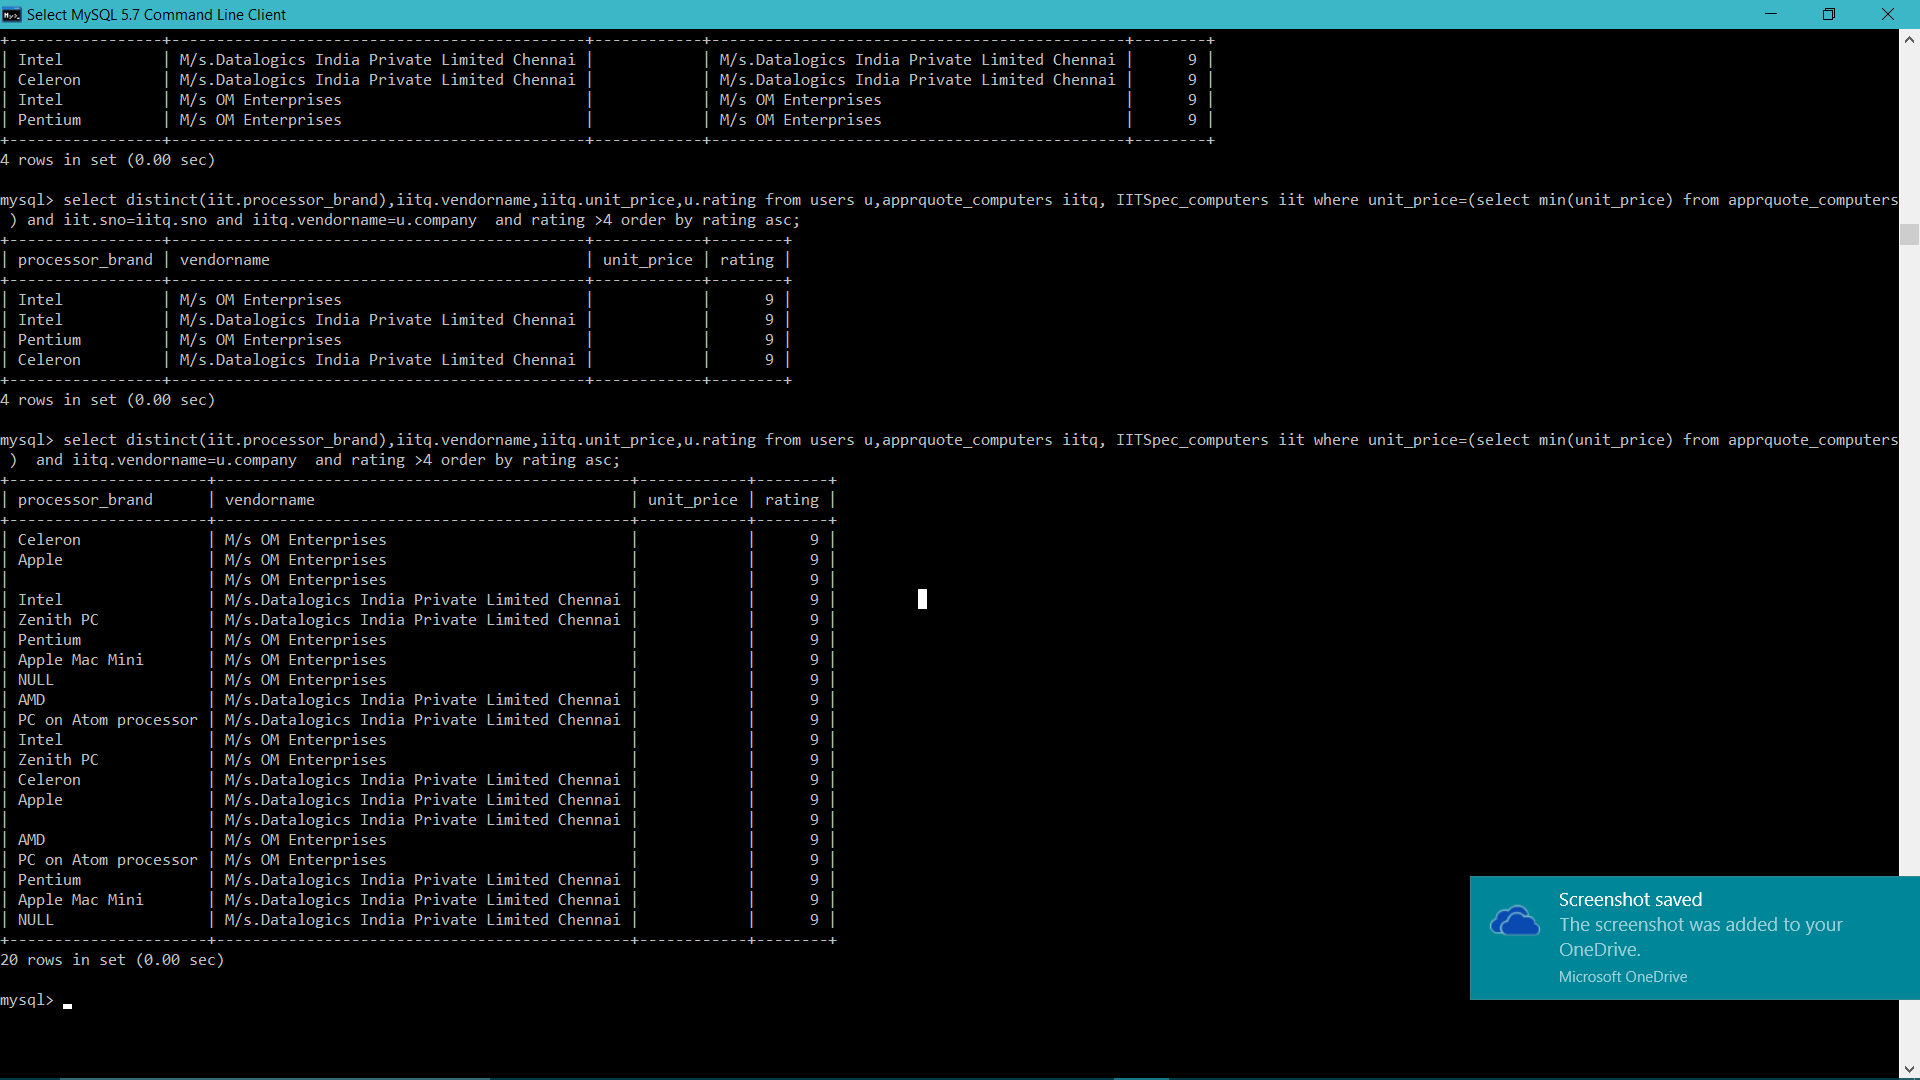 Select MySQL 5.7 Command Line Client
+-----------------+----------------------------------------------+------------+----------------------------------------------+--------+
| Intel           | M/s.Datalogics India Private Limited Chennai |            | M/s.Datalogics India Private Limited Chennai |      9 |
| Celeron         | M/s.Datalogics India Private Limited Chennai |            | M/s.Datalogics India Private Limited Chennai |      9 |
| Intel           | M/s OM Enterprises                           |            | M/s OM Enterprises                           |      9 |
| Pentium         | M/s OM Enterprises                           |            | M/s OM Enterprises                           |      9 |
+-----------------+----------------------------------------------+------------+----------------------------------------------+--------+
4 rows in set (0.00 sec)
mysql> select distinct(iit.processor_brand),iitq.vendorname,iitq.unit_price,u.rating from users u,apprquote_computers iitq, IITSpec_computers iit where unit_price=(select min(unit_price) from apprquote_computers
 ) and iit.sno=iitq.sno and iitq.vendorname=u.company  and rating >4 order by rating asc;
+-----------------+----------------------------------------------+------------+--------+
| processor_brand | vendorname                                   | unit_price | rating |
+-----------------+----------------------------------------------+------------+--------+
| Intel           | M/s OM Enterprises                           |            |      9 |
| Intel           | M/s.Datalogics India Private Limited Chennai |            |      9 |
| Pentium         | M/s OM Enterprises                           |            |      9 |
| Celeron         | M/s.Datalogics India Private Limited Chennai |            |      9 |
+-----------------+----------------------------------------------+------------+--------+
4 rows in set (0.00 sec)
mysql> select distinct(iit.processor_brand),iitq.vendorname,iitq.unit_price,u.rating from users u,apprquote_computers iitq, IITSpec_computers iit where unit_price=(select min(unit_price) from apprquote_computers
 )  and iitq.vendorname=u.company  and rating >4 order by rating asc;
+----------------------+----------------------------------------------+------------+--------+
| processor_brand      | vendorname                                   | unit_price | rating |
+----------------------+----------------------------------------------+------------+--------+
| Celeron              | M/s OM Enterprises                           |            |      9 |
| Apple                | M/s OM Enterprises                           |            |      9 |
|                      | M/s OM Enterprises                           |            |      9 |
| Intel                | M/s.Datalogics India Private Limited Chennai |            |      9 |
| Zenith PC            | M/s.Datalogics India Private Limited Chennai |            |      9 |
| Pentium              | M/s OM Enterprises                           |            |      9 |
| Apple Mac Mini       | M/s OM Enterprises                           |            |      9 |
| NULL                 | M/s OM Enterprises                           |            |      9 |
| AMD                  | M/s.Datalogics India Private Limited Chennai |            |      9 |
| PC on Atom processor | M/s.Datalogics India Private Limited Chennai |            |      9 |
| Intel                | M/s OM Enterprises                           |            |      9 |
| Zenith PC            | M/s OM Enterprises                           |            |      9 |
| Celeron              | M/s.Datalogics India Private Limited Chennai |            |      9 |
| Apple                | M/s.Datalogics India Private Limited Chennai |            |      9 |
|                      | M/s.Datalogics India Private Limited Chennai |            |      9 |
| AMD                  | M/s OM Enterprises                           |            |      9 |
| PC on Atom processor | M/s OM Enterprises                           |            |      9 |
| Pentium              | M/s.Datalogics India Private Limited Chennai |            |      9 |
| Apple Mac Mini       | M/s.Datalogics India Private Limited Chennai |            |      9 |
| NULL                 | M/s.Datalogics India Private Limited Chennai |            |      9 |
+----------------------+----------------------------------------------+------------+--------+
20 rows in set (0.00 sec)
mysql>
Screenshot saved
The screenshot was added to your
OneDrive.
Microsoft OneDrive